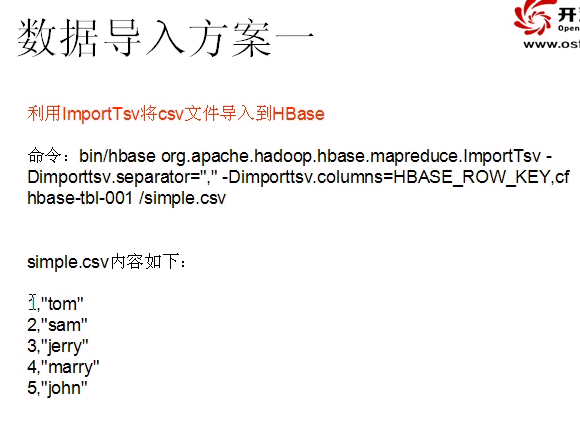 数据导入方案一
开
Open
www.osf
利用ImportTsv将csv文件导入到HBase
命令：bin/hbase org.apache.hadoop.hbase.mapreduce.ImportTsv -
Dimporttsv.separator="," -Dimporttsv.columns=HBASE_ROW_KEY,cf
hbase-tbl-001 /simple.csv
simple.csv内容如下：
1,"tom"
2,"sam"
3,"jerry"
4,"marry"
5,"john"